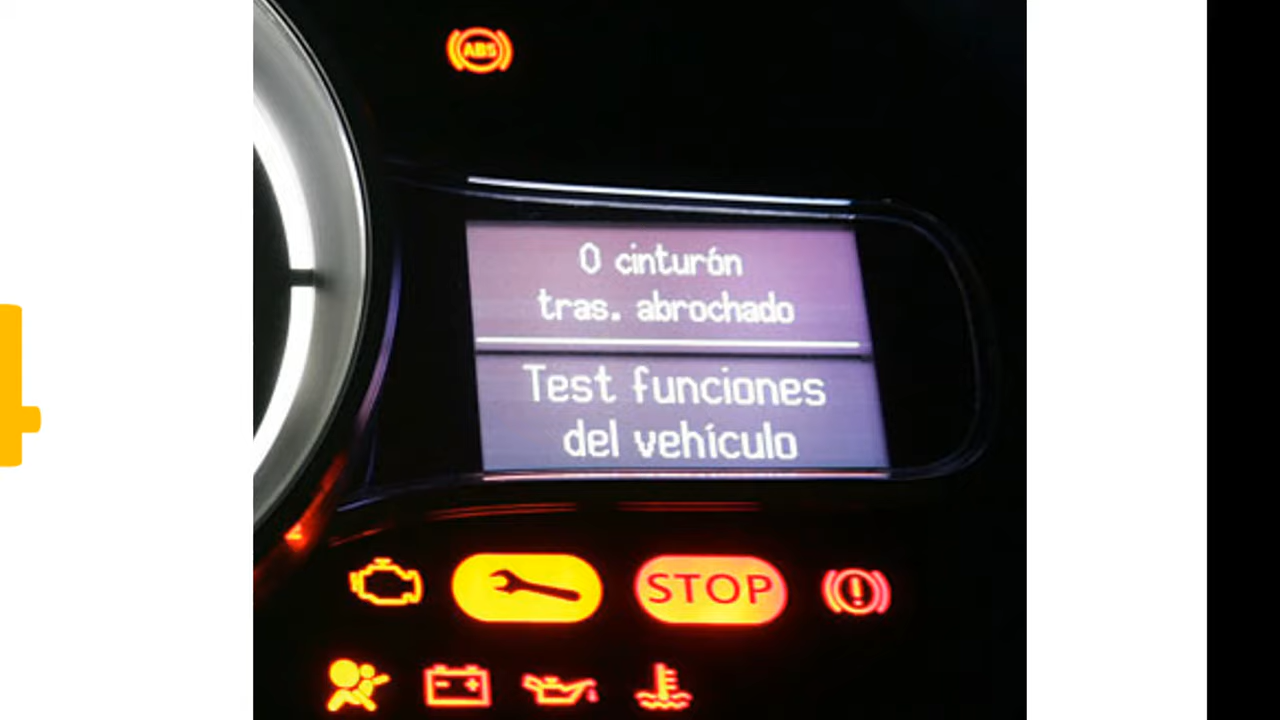 ABS
0 cinturón
tras. abrochado
Test funciones
del vehículo
STOP